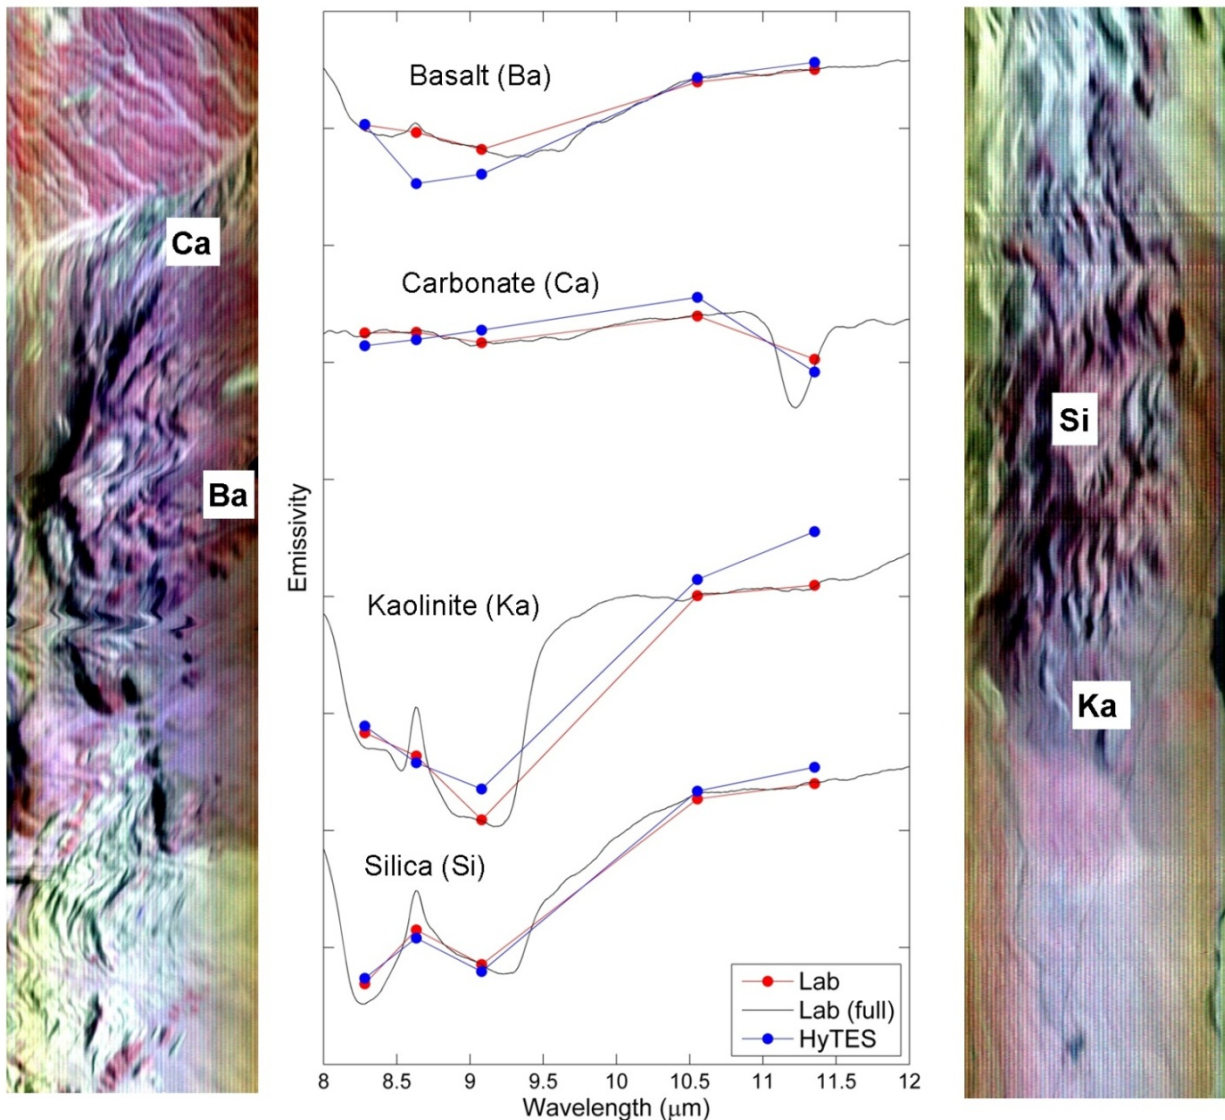 Ca
Ba
Basalt (Ba)
Carbonate (Ca)
Kaolinite (Ka)
Silica (Si)
Emissivity
Lab
Lab (full)
HyTES
8 8.5 9 9.5 10 10.5 11 11.5 12
Wavelength (μm)
Si
Ka